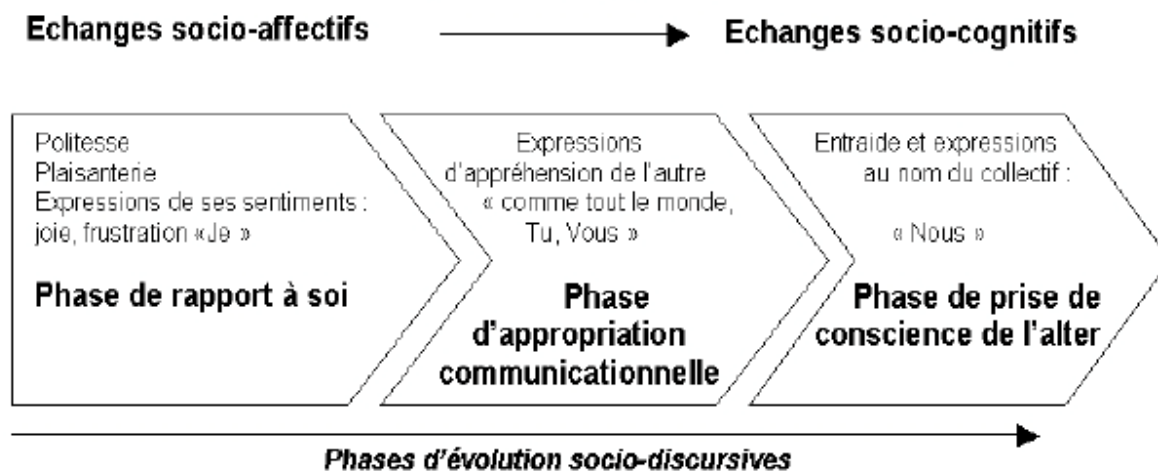 Echanges socio-affectifs
Echanges socio-cognitifs
Politesse
Plaisanterie
Expressions de ses sentiments :
joie, frustration «Je »
Phase de rapport à soi
Expressions
d'appréhension de l'autre
« comme tout le monde,
Tu, Vous »
Phase
d'appropriation
communicationnelle
Entraide et expressions
au nom du collectif :
« Nous »
Phase de prise de
conscience de l'alter
Phases d'évolution socio-discursives